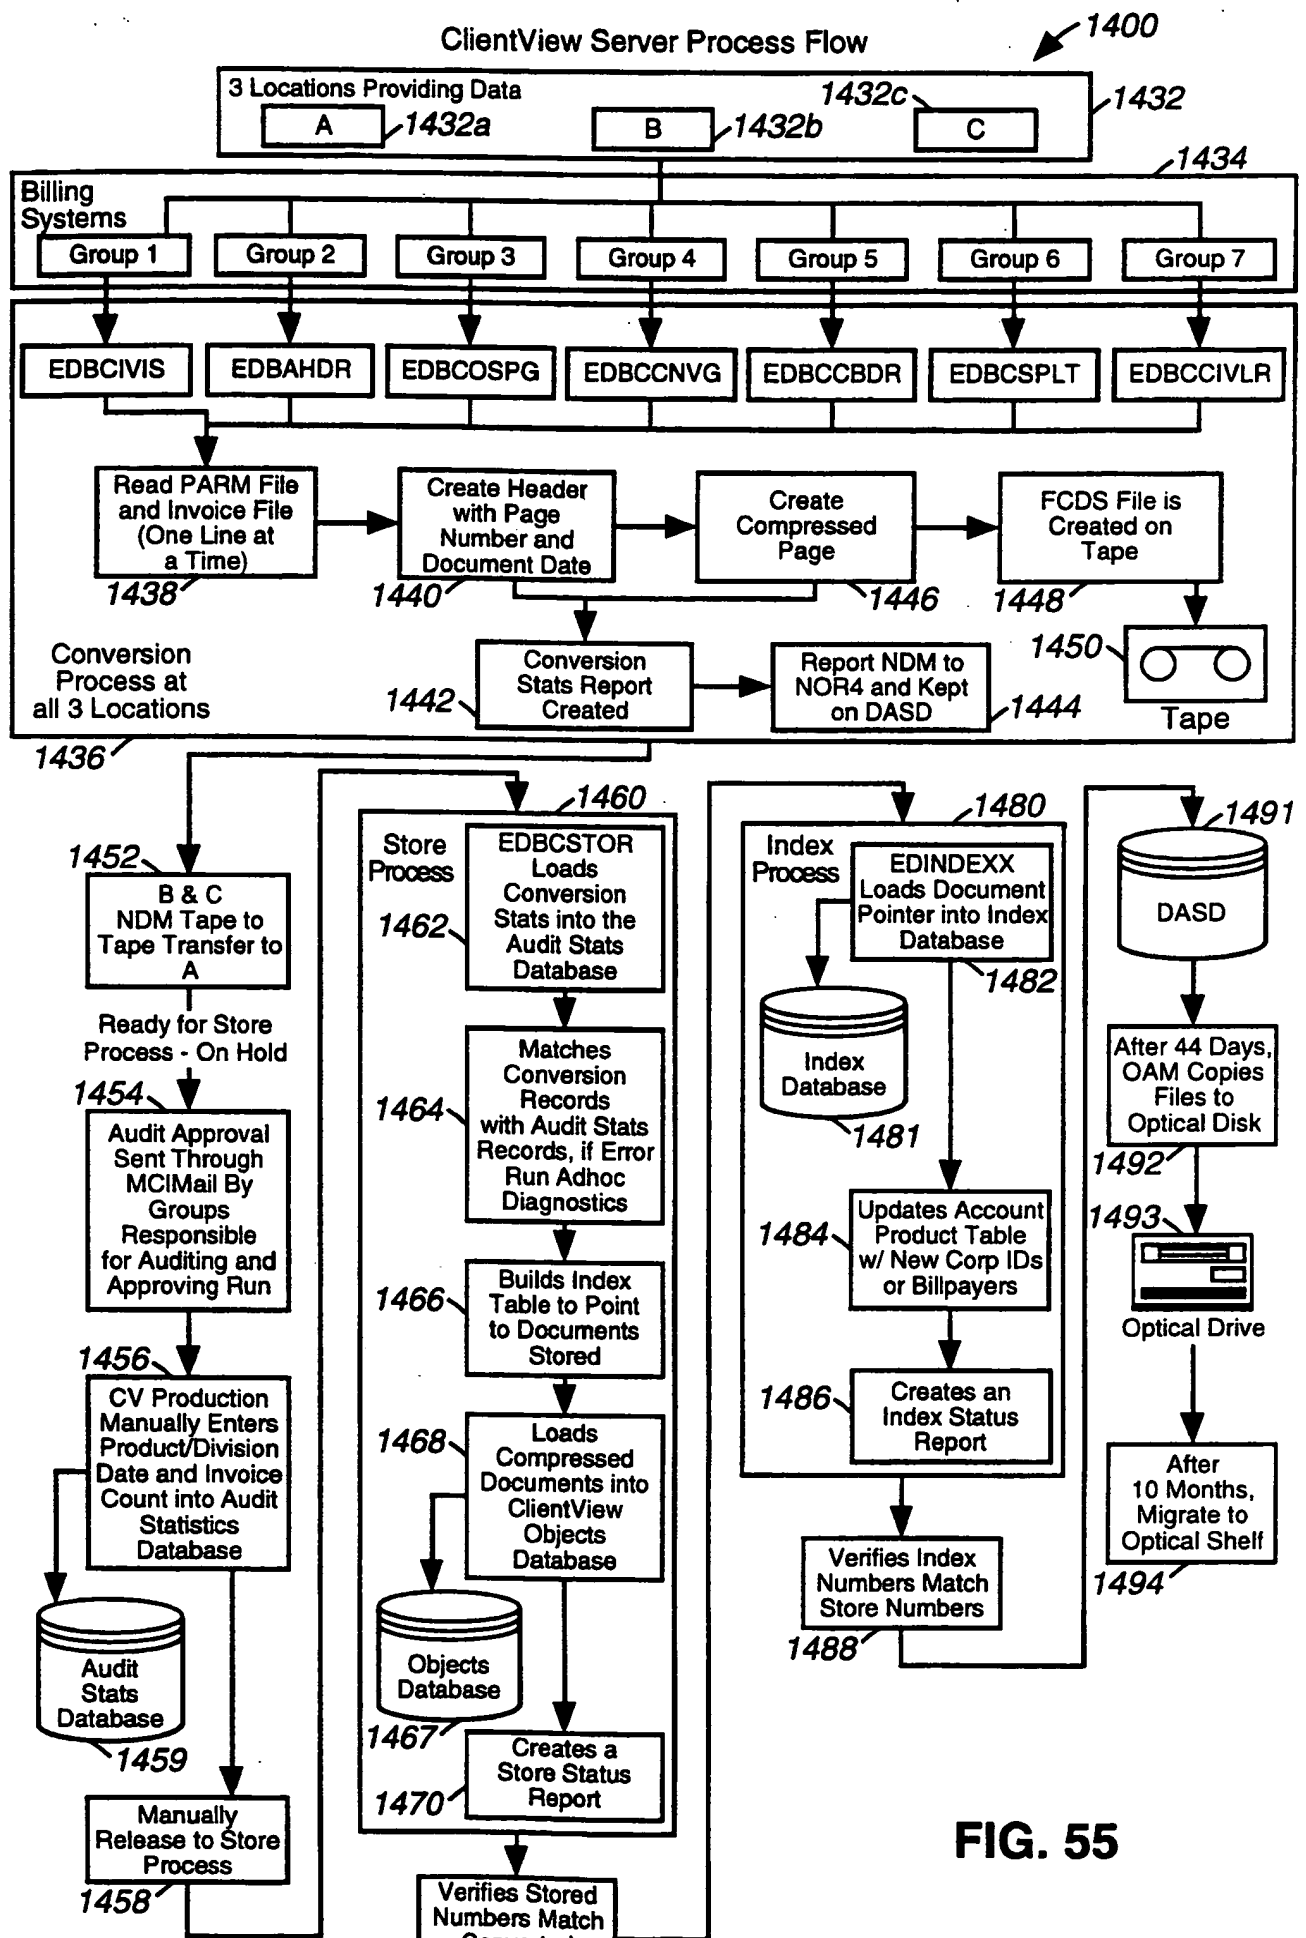 ClientView Server Process Flow
1400
3 Locations Providing Data
1432c
1432
A
1432a
B
1432b
C
1434
Billing
Systems
Group 1
Group 2
Group 3
Group 4
Group 5
Group 6
Group 7
EDBCIVIS
EDBAHDR
EDBCOSPG
EDBCCNVG
EDBCCBDR
EDBCSPLT
EDBCCIVLR
Read PARM File
and Invoice File
(One Line at
a Time)
1438
Create Header
with Page
Number and
Document Date
1440
Create
Compressed
Page
1446
FCDS File is
Created on
Tape
1448
1450
Tape
Conversion
Process at
all 3 Locations
1436
Conversion
Stats Report
Created
1442
Report NDM to
NOR4 and Kept
on DASD
1444
1452
B & C
NDM Tape to
Tape Transfer to
A
Ready for Store
Process - On Hold
1454
Audit Approval
Sent Through
MCIMail By
Groups
Responsible
for Auditing and
Approving Run
1456
CV Production
Manually Enters
Product/Division
Date and Invoice
Count into Audit
Statistics
Database
Audit
Stats
Database
1459
Manually
Release to Store
Process
1458
1460
Store
Process
EDBCSTOR
Loads
Conversion
Stats into the
Audit Stats
Database
1462
Matches
Conversion
Records
with Audit Stats
Records, if Error
Run Adhoc
Diagnostics
1464
Builds Index
Table to Point
to Documents
Stored
1466
Loads
Compressed
Documents into
ClientView
Objects
Database
1468
Objects
Database
1467
Creates a
Store Status
Report
1470
Verifies Stored
Numbers Match
1480
Index
Process
EDINDEXX
Loads Document
Pointer into Index
Database
1482
Index
Database
1481
Updates Account
Product Table
w/ New Corp IDs
or Billpayers
1484
Creates an
Index Status
Report
1486
Verifies Index
Numbers Match
Store Numbers
1488
1491
DASD
After 44 Days,
OAM Copies
Files to
Optical Disk
1492
1493
Optical Drive
After
10 Months,
Migrate to
Optical Shelf
1494
FIG. 55